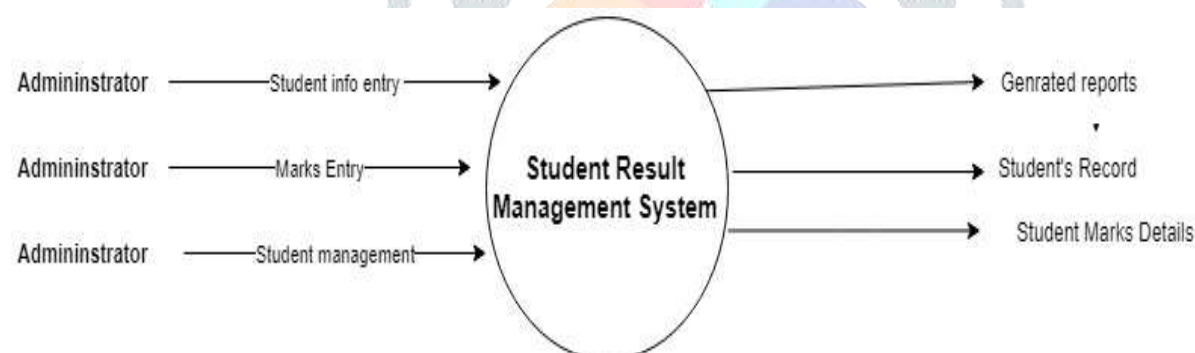 Admininstrator
Student info entry
Genrated reports
Admininstrator
Marks Entry
Student Result
Management System
Student's Record
Admininstrator
Student management
Student Marks Details